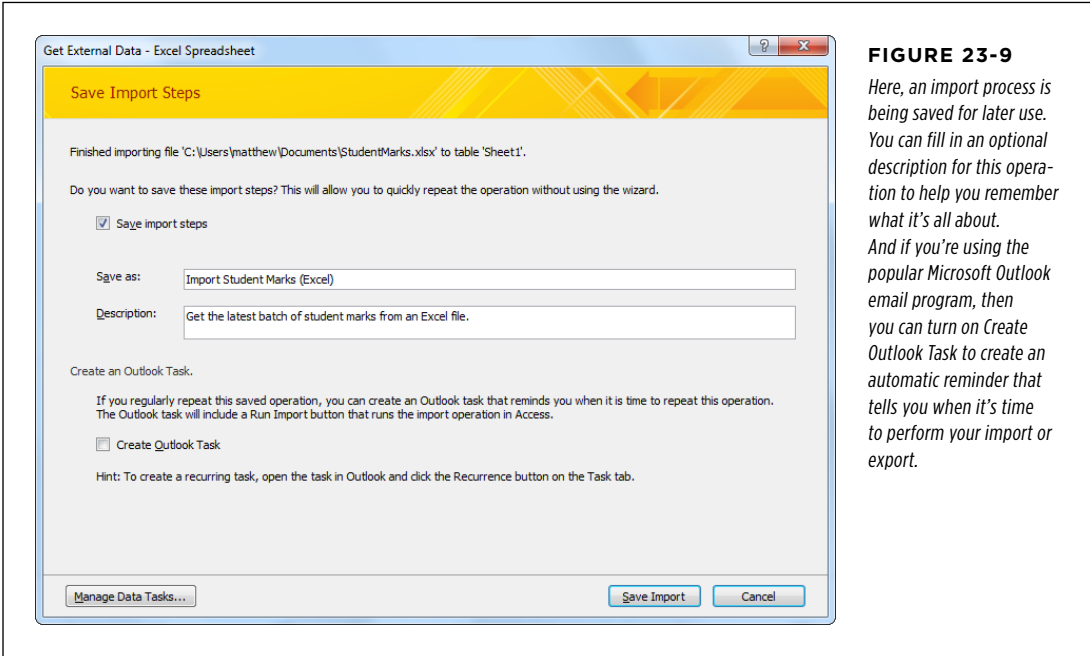 Get External Data - Excel Spreadsheet
?
X
Save Import Steps
Finished importing file 'C:\Users\matthew\Documents\StudentMarks.xlsx' to table 'Sheet1'.
Do you want to save these import steps? This will allow you to quickly repeat the operation without using the wizard.
Save import steps
Save as:
Import Student Marks (Excel)
Description:
Get the latest batch of student marks from an Excel file.
Create an Outlook Task.
If you regularly repeat this saved operation, you can create an Outlook task that reminds you when it is time to repeat this operation.
The Outlook task will include a Run Import button that runs the import operation in Access.
Create Outlook Task
Hint: To create a recurring task, open the task in Outlook and click the Recurrence button on the Task tab.
Manage Data Tasks...
Save Import
Cancel
FIGURE 23-9
Here, an import process is
being saved for later use.
You can fill in an optional
description for this opera-
tion to help you remember
what it's all about.
And if you're using the
popular Microsoft Outlook
email program, then
you can turn on Create
Outlook Task to create an
automatic reminder that
tells you when it's time
to perform your import or
export.